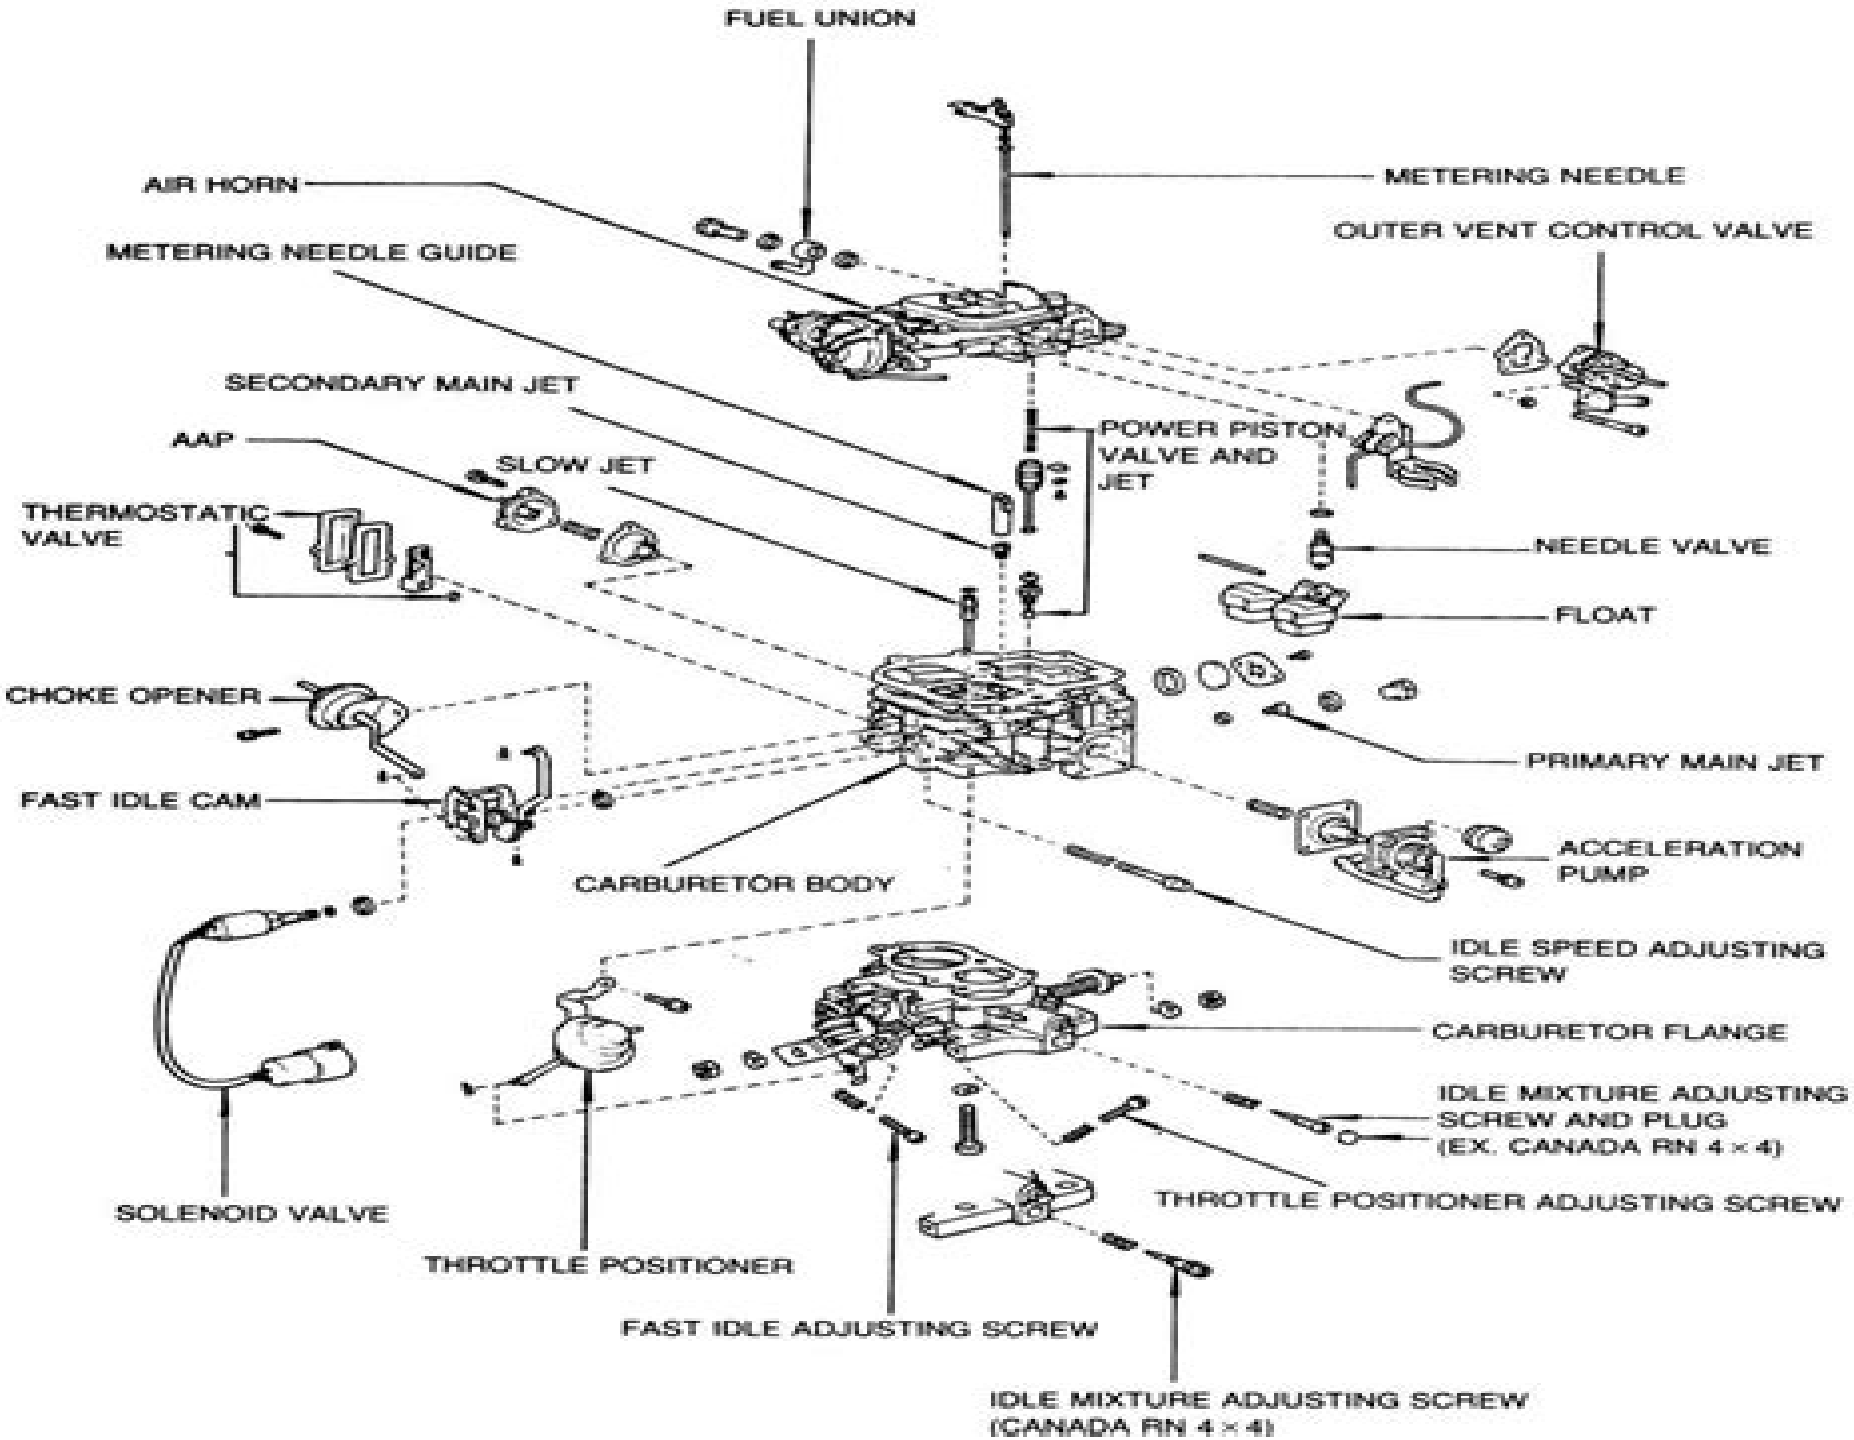 FUEL UNION
AIR HORN
METERING NEEDLE
METERING NEEDLE GUIDE
OUTER VENT CONTROL VALVE
SECONDARY MAIN JET
AAP
SLOW JET
POWER PISTON
VALVE AND
JET
THERMOSTATIC
VALVE
NEEDLE VALVE
FLOAT
CHOKE OPENER
PRIMARY MAIN JET
FAST IDLE CAM
CARBURETOR BODY
ACCELERATION
PUMP
IDLE SPEED ADJUSTING
SCREW
CARBURETOR FLANGE
IDLE MIXTURE ADJUSTING
SCREW AND PLUG
(EX. CANADA RN 4×4)
THROTTLE POSITIONER ADJUSTING SCREW
SOLENOID VALVE
THROTTLE POSITIONER
FAST IDLE ADJUSTING SCREW
IDLE MIXTURE ADJUSTING SCREW
(CANADA RN 4×4)